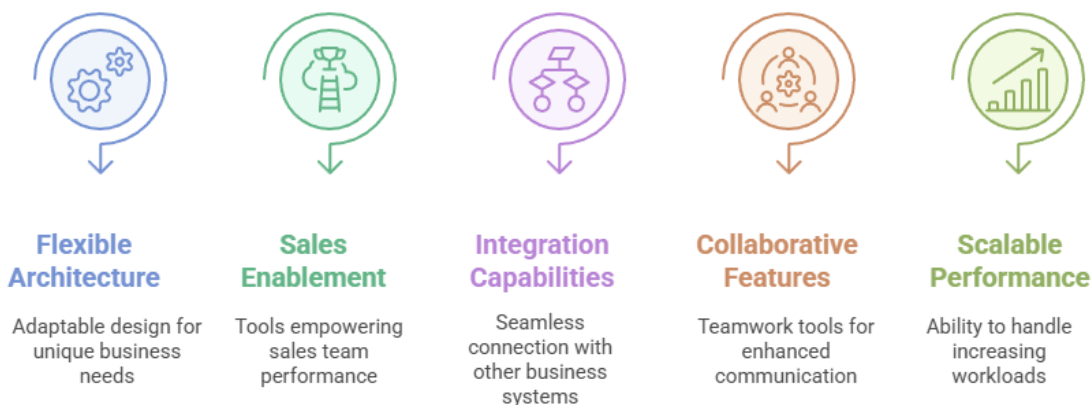 Flexible
Architecture
Adaptable design for
unique business
needs
Sales
Enablement
Tools empowering
sales team
performance
Integration
Capabilities
Seamless
connection with
other business
systems
Collaborative
Features
Teamwork tools for
enhanced
communication
Scalable
Performance
Ability to handle
increasing
workloads